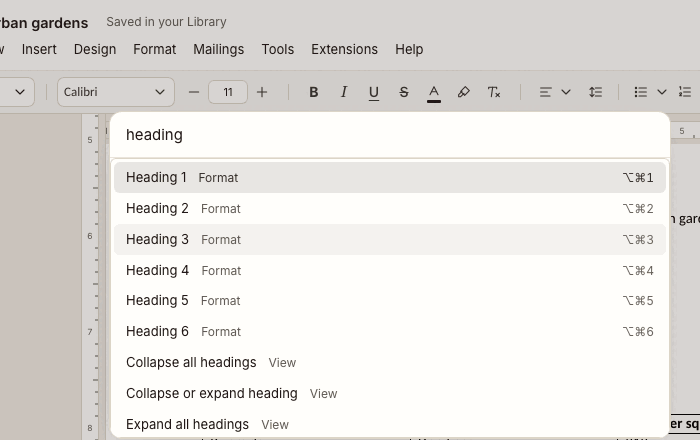 rban gardens Saved in your Library
w Insert Design Format Mailings Tools Extensions Help
Calibri 11 B I U S A
heading
5
Heading 1 Format ⌥⌘1
Heading 2 Format ⌥⌘2
n gard
Heading 3 Format ⌥⌘3
6
Heading 4 Format ⌥⌘4
Heading 5 Format ⌥⌘5
Heading 6 Format ⌥⌘6
7
Collapse all headings View
Collapse or expand heading View
Expand all headings View
er sq
8
5